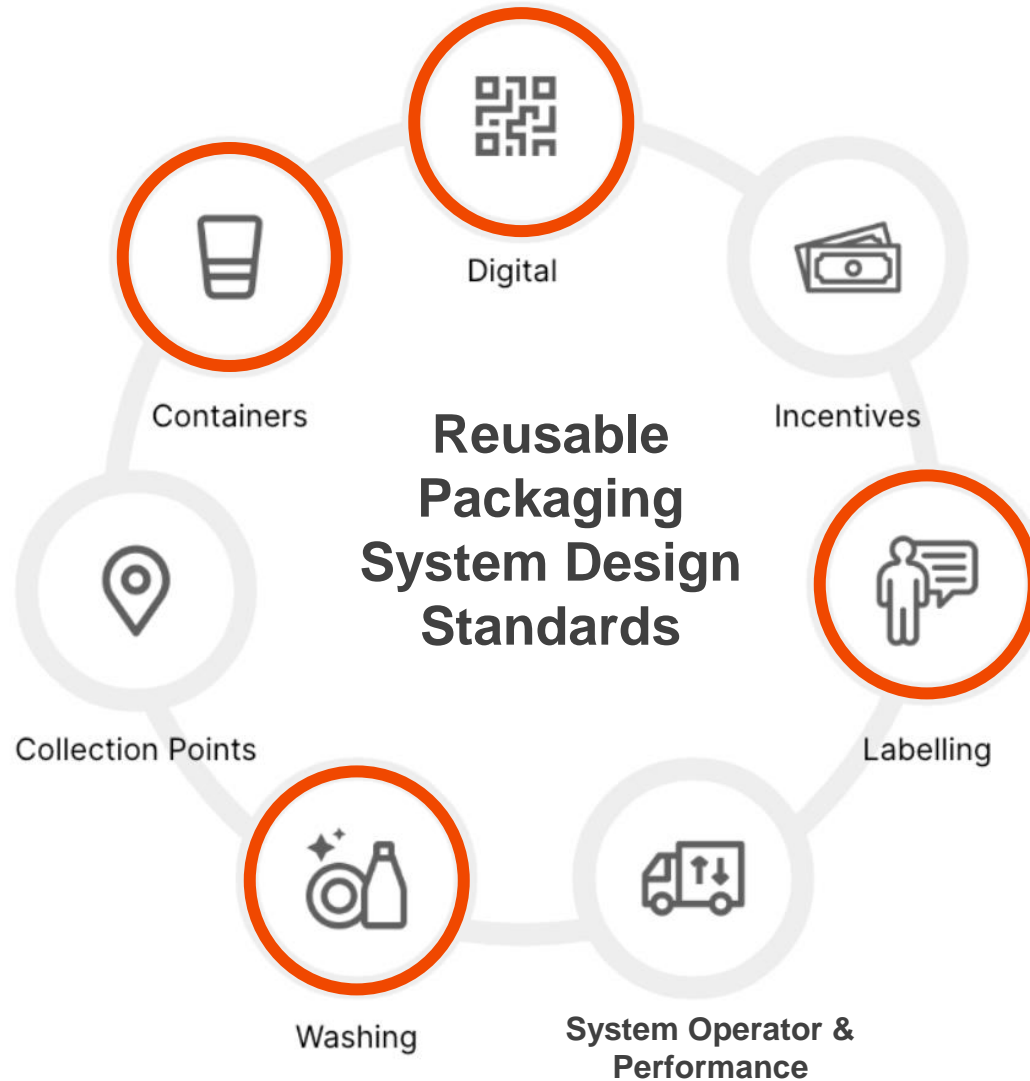 Digital
Containers
Incentives
Reusable
Packaging
System Design
Standards
Collection Points
Labelling
Washing
System Operator &
Performance